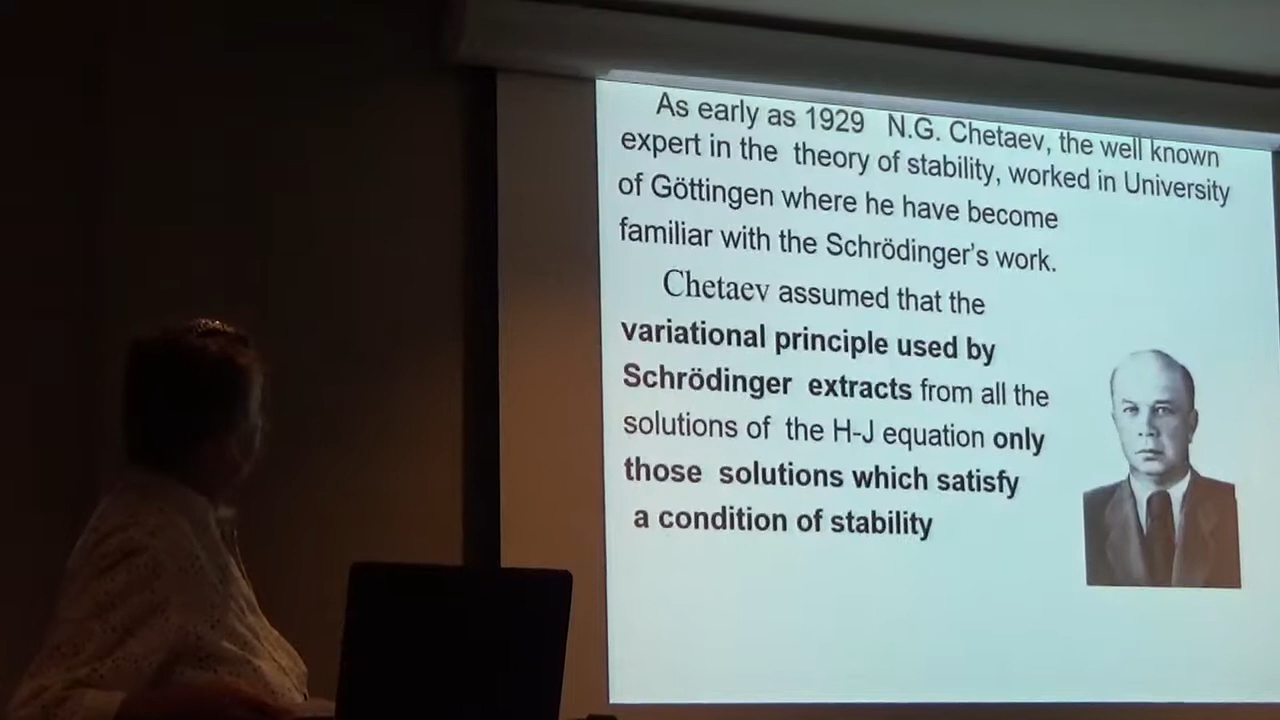 As early as 1929 N.G. Chetaev, the well known
expert in the theory of stability, worked in University
of Göttingen where he have become
familiar with the Schrödinger's work.
Chetaev assumed that the
variational principle used by
Schrödinger extracts from all the
solutions of the H-J equation only
those solutions which satisfy
a condition of stability